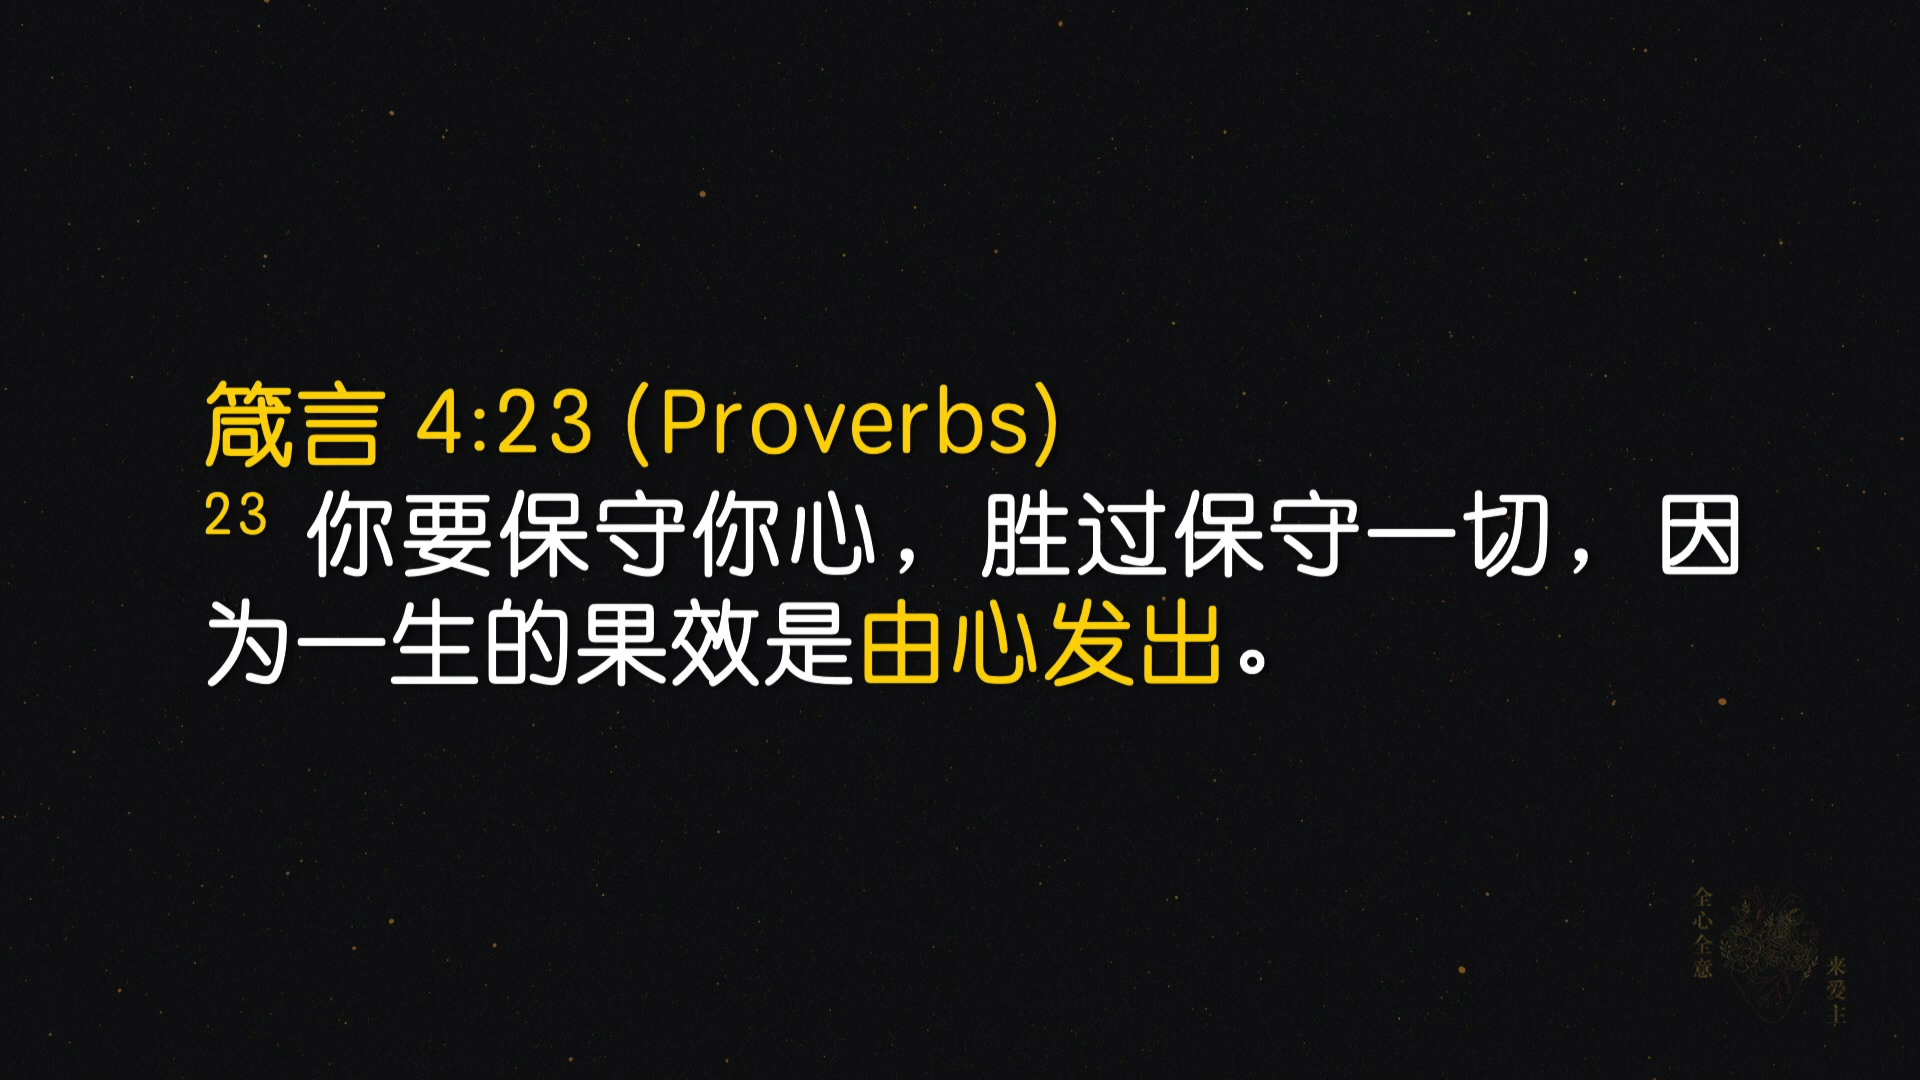 箴言 4:23 (Proverbs)
23 你要保守你心，胜过保守一切，因
为一生的果效是由心发出。
全心全意
来爱主